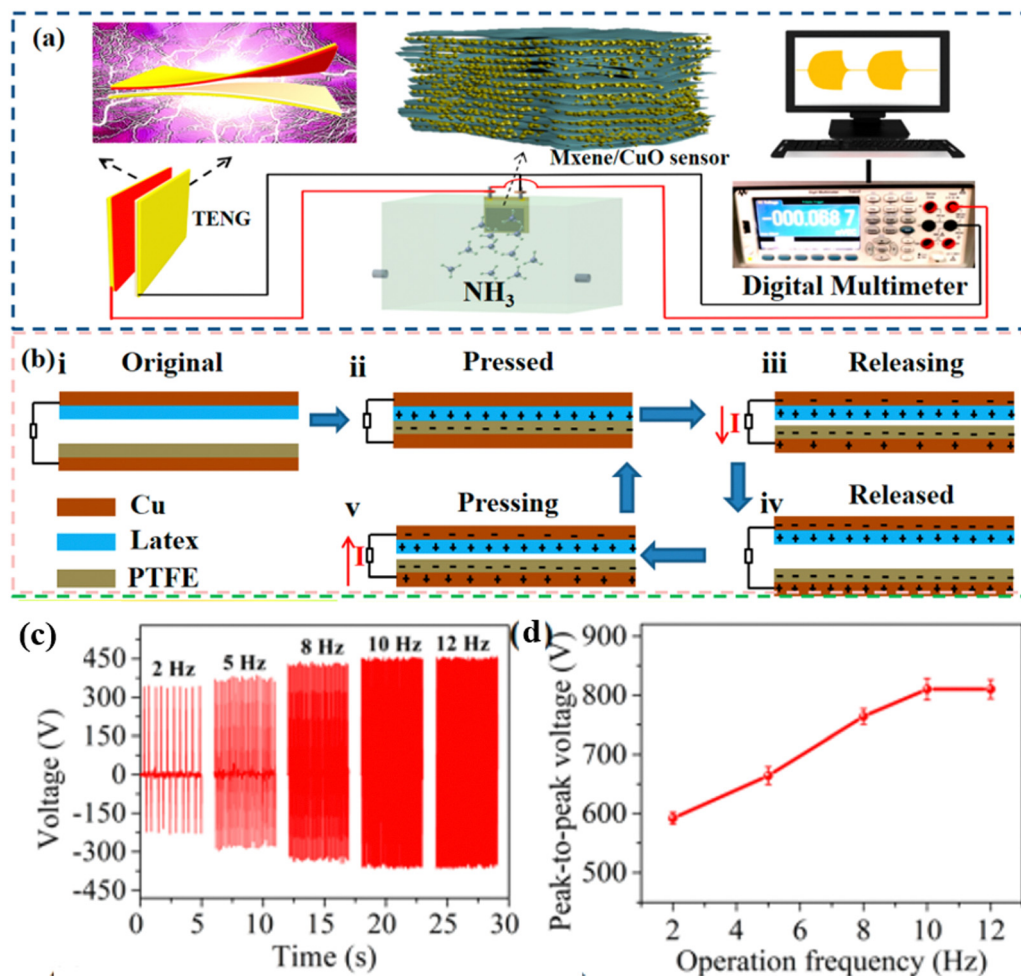 (a)
Mxene/CuO sensor
TENG
NH3
-000.068 7
Digital Multimeter
(b)
i
Original
ii
Pressed
iii
Releasing
I
v
Pressing
I
iv
Released
Cu
Latex
PTFE
(c)
Voltage (V)
450
300
150
0
-150
-300
-450
2 Hz
5 Hz
8 Hz
10 Hz
12 Hz
0 5 10 15 20 25 30
Time (s)
(d)
Peak-to-peak voltage (V)
900
800
700
600
500
2 4 6 8 10 12
Operation frequency (Hz)